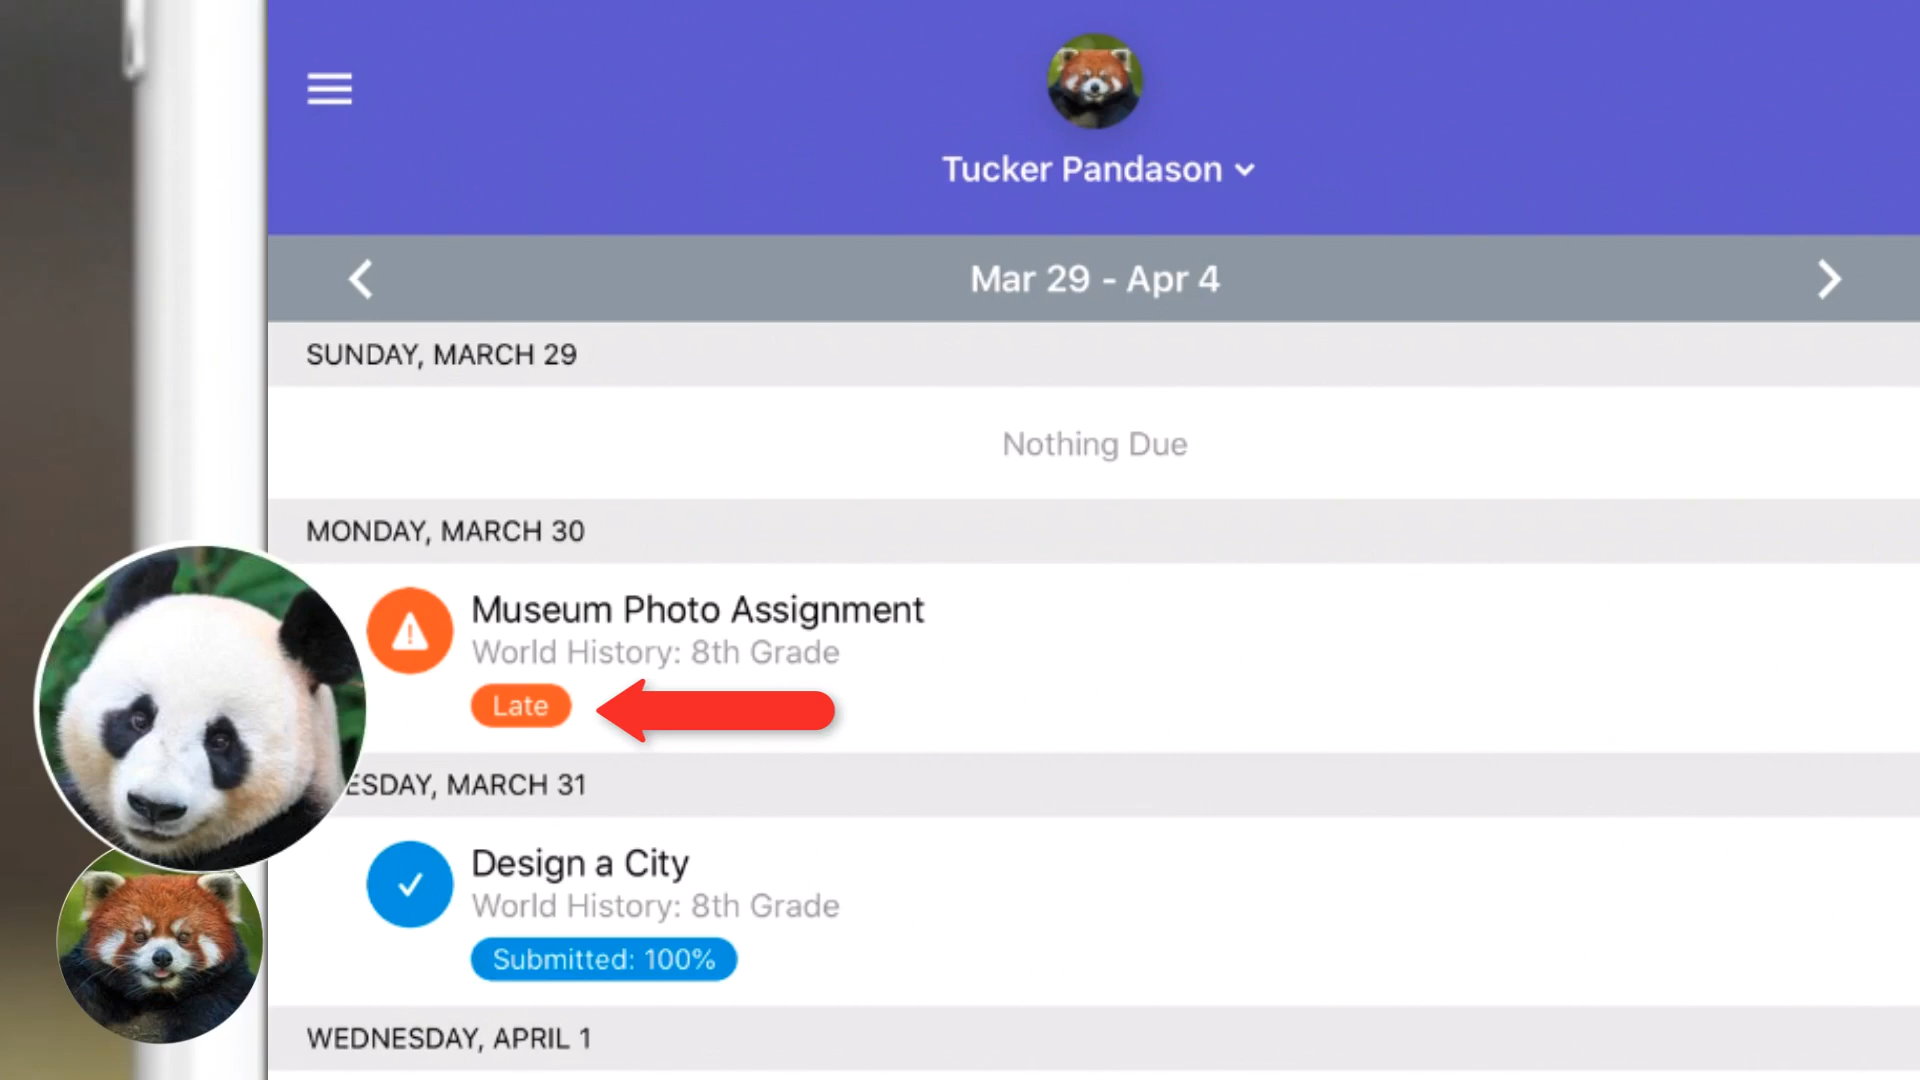 Tucker Pandason
Mar 29 - Apr 4
SUNDAY, MARCH 29
Nothing Due
MONDAY, MARCH 30
Museum Photo Assignment
World History: 8th Grade
Late
ESDAY, MARCH 31
Design a City
World History: 8th Grade
Submitted: 100%
WEDNESDAY, APRIL 1